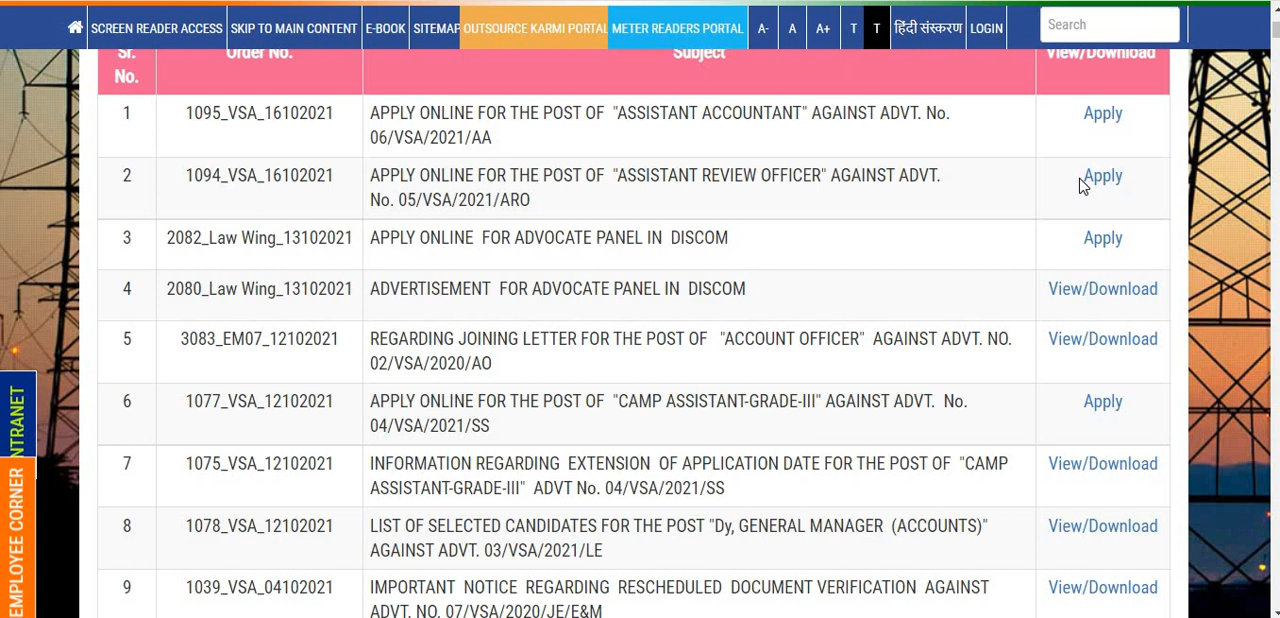 SCREEN READER ACCESS SKIP TO MAIN CONTENT E-BOOK SITEMAP OUTSOURCE KARMI PORTAL METER READERS PORTAL A- A A+ T T हिंदी संस्करण LOGIN Search
Sr. No. Order No. Subject View/Download
1 1095_VSA_16102021 APPLY ONLINE FOR THE POST OF "ASSISTANT ACCOUNTANT" AGAINST ADVT. No. Apply
06/VSA/2021/AA
2 1094_VSA_16102021 APPLY ONLINE FOR THE POST OF "ASSISTANT REVIEW OFFICER" AGAINST ADVT. Apply
No. 05/VSA/2021/ARO
3 2082_Law Wing_13102021 APPLY ONLINE FOR ADVOCATE PANEL IN DISCOM Apply
4 2080_Law Wing_13102021 ADVERTISEMENT FOR ADVOCATE PANEL IN DISCOM View/Download
5 3083_EM07_12102021 REGARDING JOINING LETTER FOR THE POST OF "ACCOUNT OFFICER" AGAINST ADVT. NO. View/Download
02/VSA/2020/AO
6 1077_VSA_12102021 APPLY ONLINE FOR THE POST OF "CAMP ASSISTANT-GRADE-III" AGAINST ADVT. No. Apply
04/VSA/2021/SS
7 1075_VSA_12102021 INFORMATION REGARDING EXTENSION OF APPLICATION DATE FOR THE POST OF "CAMP View/Download
ASSISTANT-GRADE-III" ADVT No. 04/VSA/2021/SS
8 1078_VSA_12102021 LIST OF SELECTED CANDIDATES FOR THE POST "Dy, GENERAL MANAGER (ACCOUNTS)" View/Download
AGAINST ADVT. 03/VSA/2021/LE
9 1039_VSA_04102021 IMPORTANT NOTICE REGARDING RESCHEDULED DOCUMENT VERIFICATION AGAINST View/Download
ADVT. NO. 07/VSA/2020/JE/E&M
NTRANET
EMPLOYEE CORNER